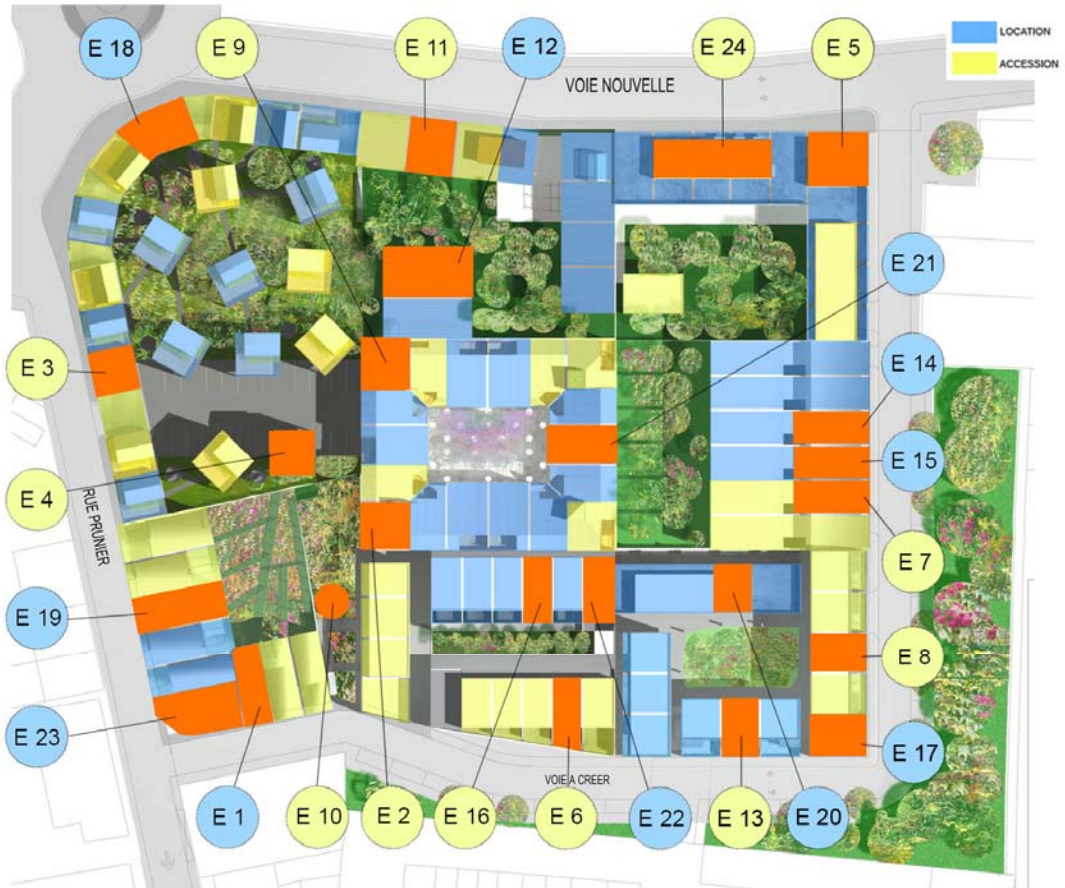 E 18
E 9
E 11
E 12
E 24
E 5
LOCATION
ACCESSION
VOIE NOUVELLE
E 21
E 3
E 14
E 4
E 15
RUE PRUNIER
E 7
E 19
E 8
E 23
E 17
VOIE A CREER
E 1
E 10
E 2
E 16
E 6
E 22
E 13
E 20